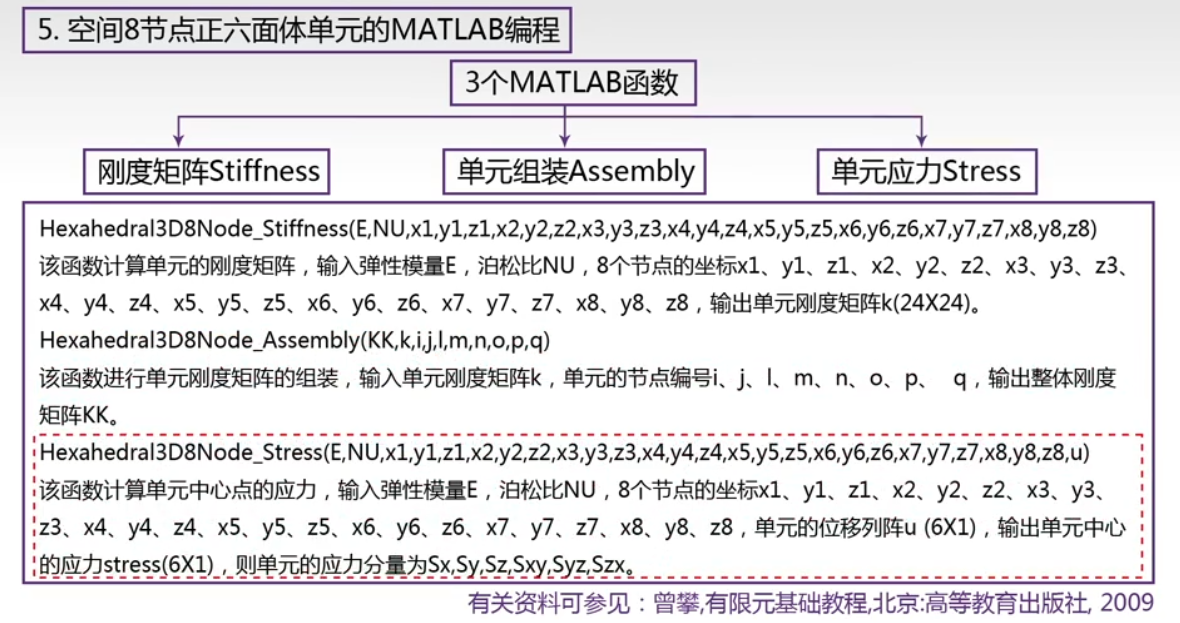 5. 空间8节点正六面体单元的MATLAB编程
3个MATLAB函数
刚度矩阵Stiffness
单元组装Assembly
单元应力Stress
Hexahedral3D8Node_Stiffness(E,NU,x1,y1,z1,x2,y2,z2,x3,y3,z3,x4,y4,z4,x5,y5,z5,x6,y6,z6,x7,y7,z7,x8,y8,z8)
该函数计算单元的刚度矩阵，输入弹性模量E，泊松比NU，8个节点的坐标x1、y1、z1、x2、y2、z2、x3、y3、z3、
x4、y4、z4、x5、y5、z5、x6、y6、z6、x7、y7、z7、x8、y8、z8，输出单元刚度矩阵k(24X24)。
Hexahedral3D8Node_Assembly(KK,k,i,j,l,m,n,o,p,q)
该函数进行单元刚度矩阵的组装，输入单元刚度矩阵k，单元的节点编号i、j、l、m、n、o、p、 q，输出整体刚度
矩阵KK。
Hexahedral3D8Node_Stress(E,NU,x1,y1,z1,x2,y2,z2,x3,y3,z3,x4,y4,z4,x5,y5,z5,x6,y6,z6,x7,y7,z7,x8,y8,z8,u)
该函数计算单元中心点的应力，输入弹性模量E，泊松比NU，8个节点的坐标x1、y1、z1、x2、y2、z2、x3、y3、
z3、x4、y4、z4、x5、y5、z5、x6、y6、z6、x7、y7、z7、x8、y8、z8，单元的位移列阵u (6X1)，输出单元中心
的应力stress(6X1)，则单元的应力分量为Sx,Sy,Sz,Sxy,Syz,Szx。
有关资料可参见：曾攀,有限元基础教程,北京:高等教育出版社, 2009